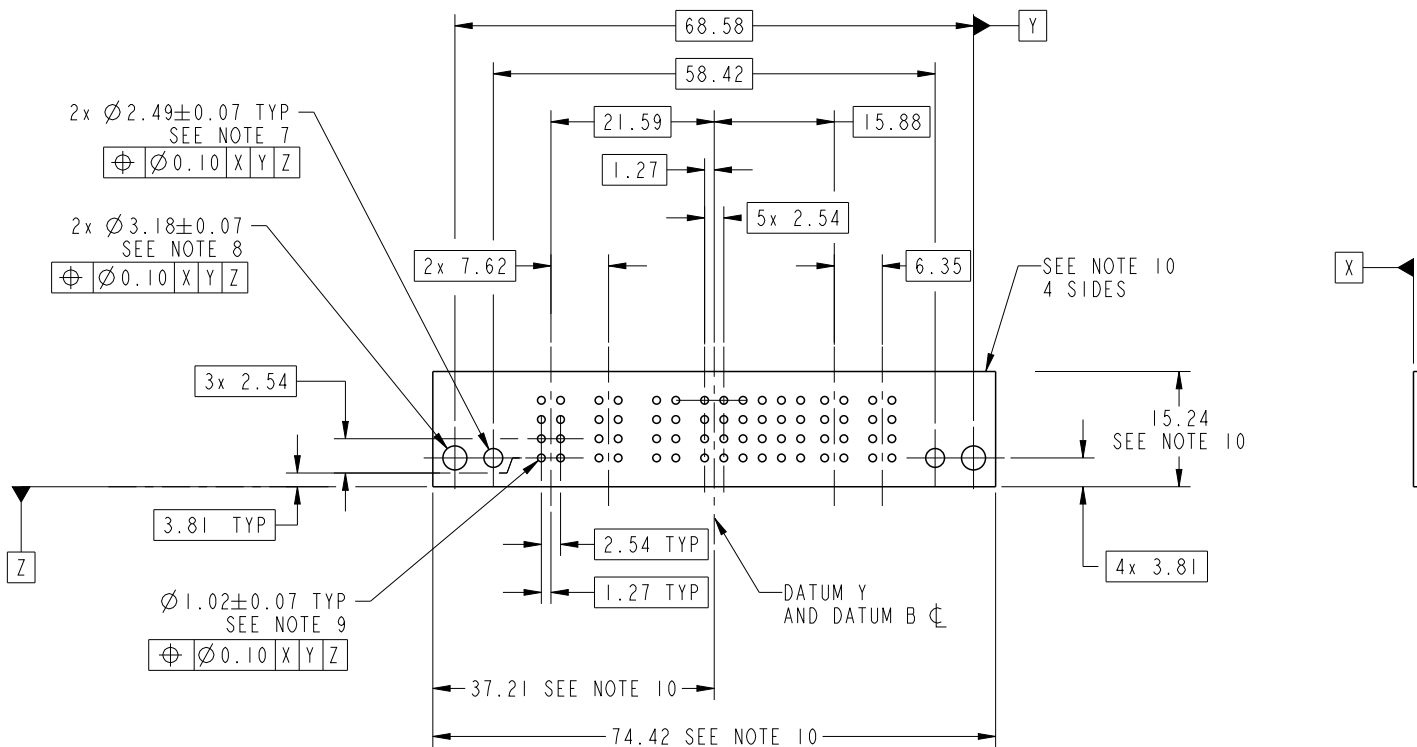 68.58
Y
58.42
2x Ø2.49±0.07 TYP
SEE NOTE 7
⌖ Ø0.10 X Y Z
21.59
15.88
1.27
5x 2.54
2x Ø3.18±0.07
SEE NOTE 8
⌖ Ø0.10 X Y Z
2x 7.62
6.35
SEE NOTE 10
4 SIDES
X
3x 2.54
15.24
SEE NOTE 10
3.81 TYP
2.54 TYP
4x 3.81
Z
1.27 TYP
Ø1.02±0.07 TYP
SEE NOTE 9
⌖ Ø0.10 X Y Z
DATUM Y
AND DATUM B ℄
37.21 SEE NOTE 10
74.42 SEE NOTE 10